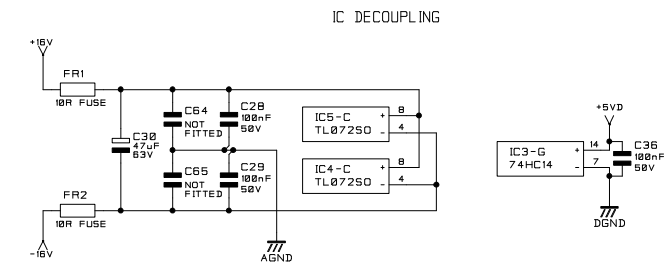 IC DECOUPLING
+16V
FR1
10R FUSE
C30
47uF
63V
C64
NOT
FITTED
C28
100nF
50V
C65
NOT
FITTED
C29
100nF
50V
IC5-C
TL072SO
+ 8
- 4
IC4-C
TL072SO
+ 8
- 4
FR2
10R FUSE
-16V
AGND
+5VD
IC3-G
74HC14
+ 14
- 7
C36
100nF
50V
DGND